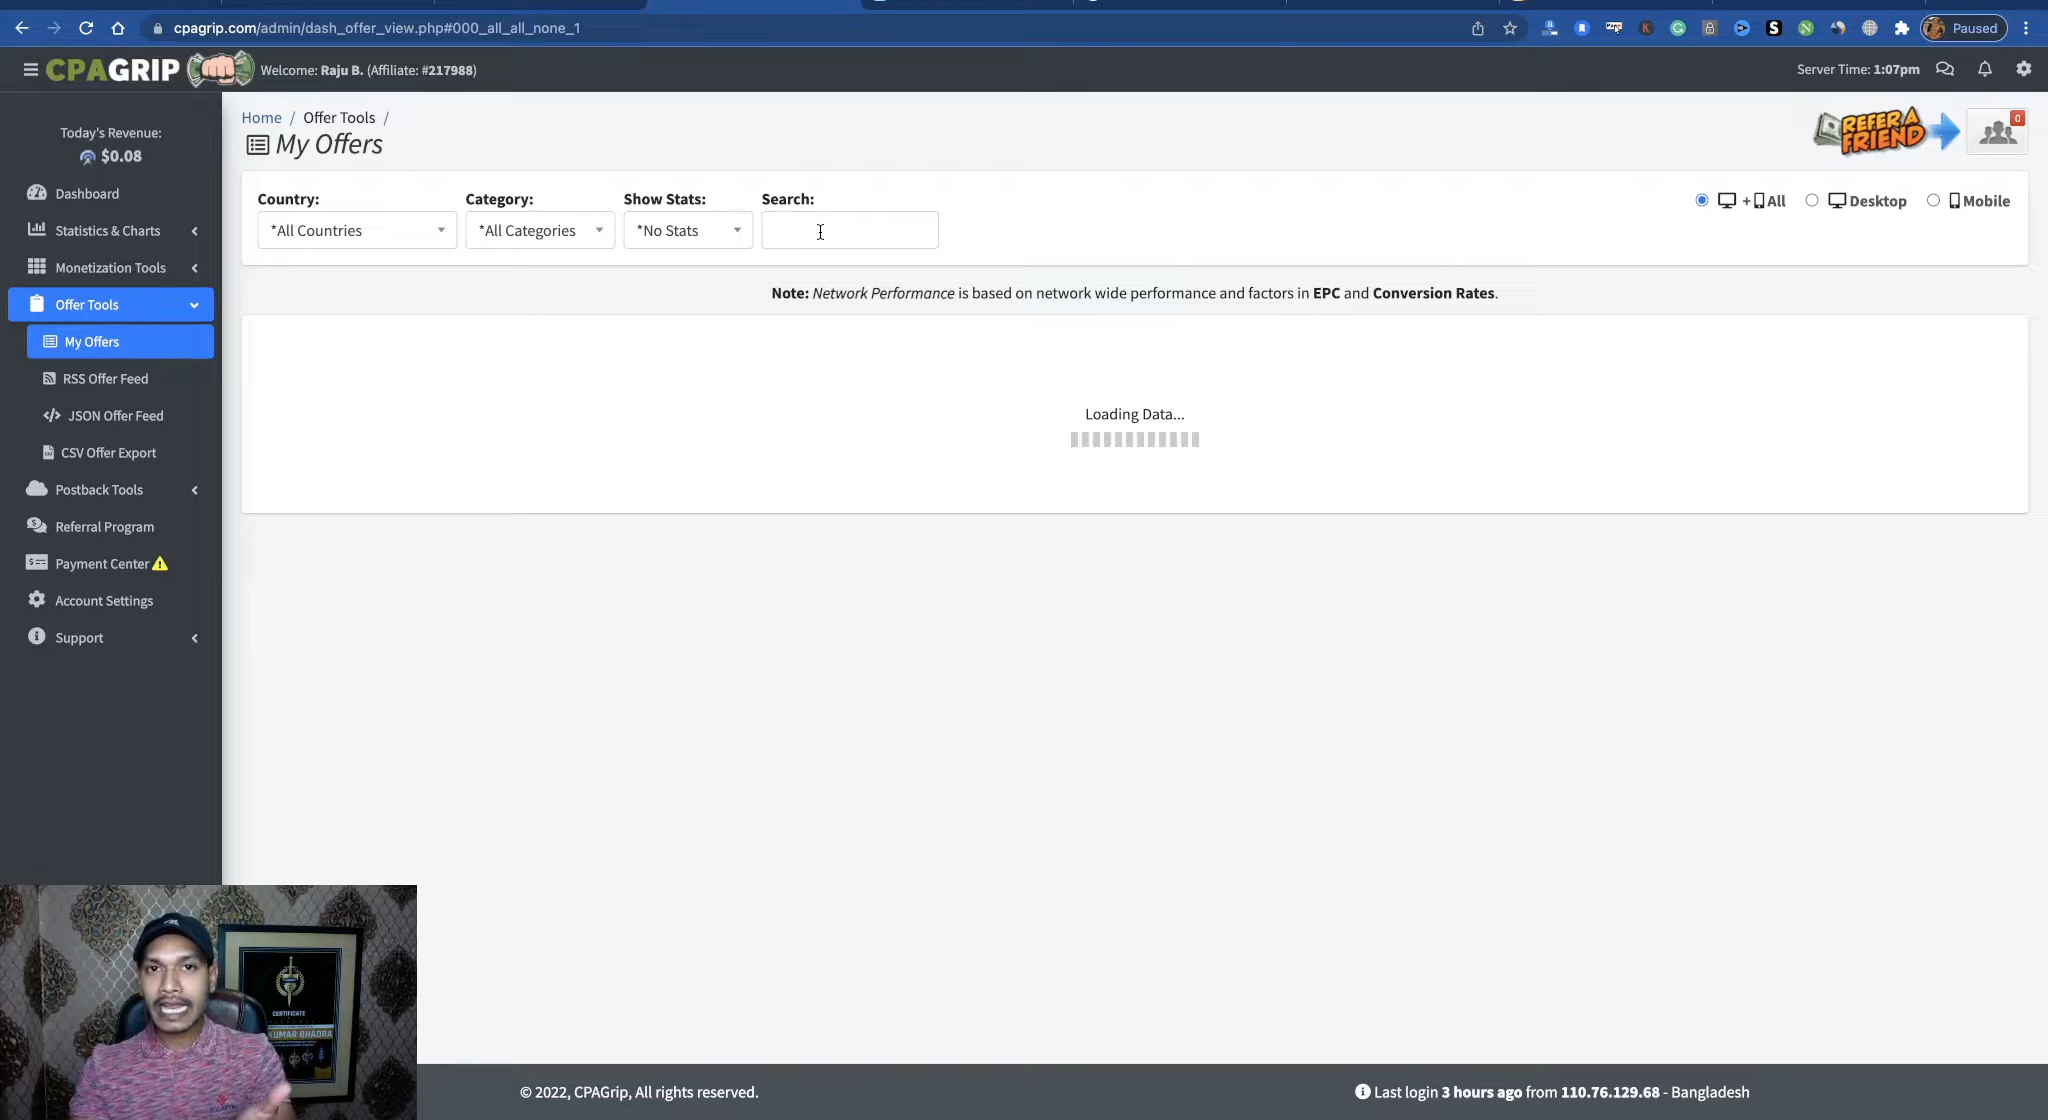 cpagrip.com/admin/dash_offer_view.php#000_all_all_none_1
Paused
CPAGRIP
Welcome: Raju B. (Affiliate: #217988)
Server Time: 1:07pm
Today's Revenue:
$0.08
Dashboard
Statistics & Charts
Monetization Tools
Offer Tools
My Offers
RSS Offer Feed
JSON Offer Feed
CSV Offer Export
Postback Tools
Referral Program
Payment Center
Account Settings
Support
Home / Offer Tools /
My Offers
REFER A
FRIEND
0
Country:
*All Countries
Category:
*All Categories
Show Stats:
*No Stats
Search:
+ All
Desktop
Mobile
Note: Network Performance is based on network wide performance and factors in EPC and Conversion Rates.
Loading Data...
CERTIFICATE
KUMAR BHADRA
© 2022, CPAGrip, All rights reserved.
Last login 3 hours ago from 110.76.129.68 - Bangladesh